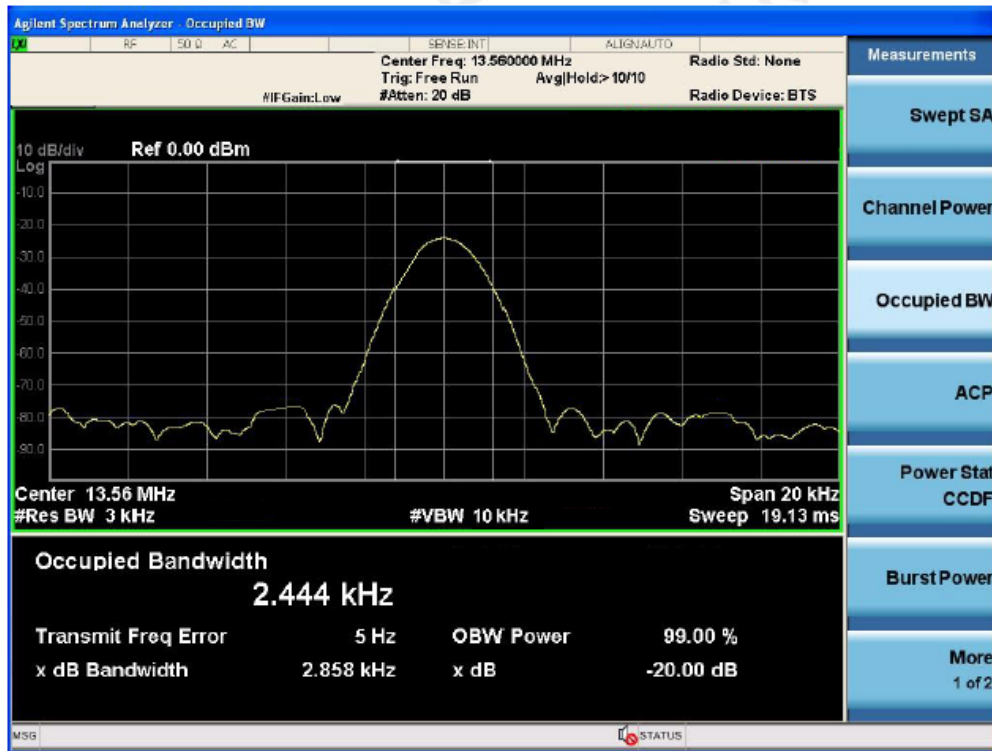 Agilent Spectrum Analyzer - Occupied BW
LXI RF 50 Ω AC SENSE:INT ALIGNAUTO
Center Freq: 13.560000 MHz Radio Std: None
Trig: Free Run Avg|Hold:> 10/10
#IFGain:Low #Atten: 20 dB Radio Device: BTS
10 dB/div Ref 0.00 dBm
Log
-10.0
-20.0
-30.0
-40.0
-50.0
-60.0
-70.0
-80.0
-90.0
Center 13.56 MHz Span 20 kHz
#Res BW 3 kHz #VBW 10 kHz Sweep 19.13 ms
Occupied Bandwidth
2.444 kHz
Transmit Freq Error 5 Hz OBW Power 99.00 %
x dB Bandwidth 2.858 kHz x dB -20.00 dB
MSG STATUS
Measurements
Swept SA
Channel Power
Occupied BW
ACP
Power Stat
CCDF
Burst Power
More
1 of 2